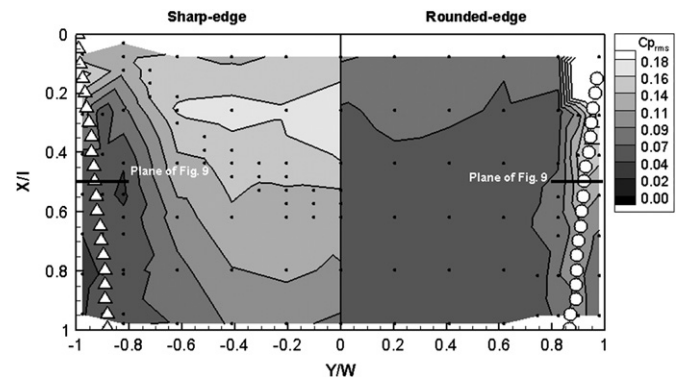 Sharp-edge Rounded-edge
Cp rms
0.18
0.16
0.14
0.11
0.09
0.07
0.04
0.02
0.00
0
0.2
0.4
0.6
0.8
1
X/l
Plane of Fig. 9 Plane of Fig. 9
-1 -0.8 -0.6 -0.4 -0.2 0 0.2 0.4 0.6 0.8 1
Y/W